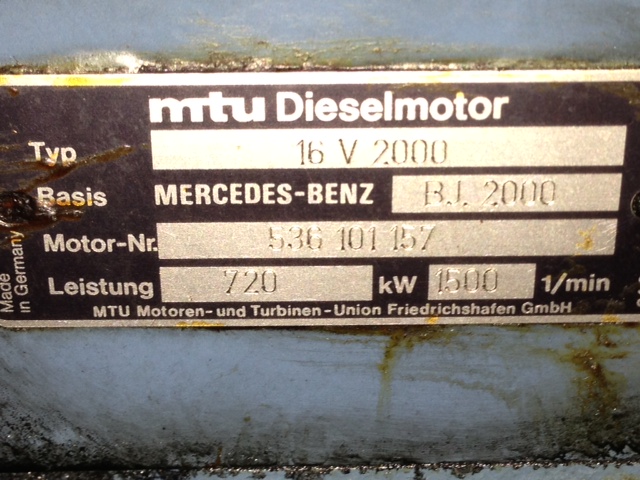 mtu Dieselmotor
Typ 16 V 2000
Basis MERCEDES-BENZ BJ. 2000
Motor-Nr. 536 101 157
Leistung 720 kW 1500 1/min
MTU Motoren- und Turbinen-Union Friedrichshafen GmbH
Made
in Germany